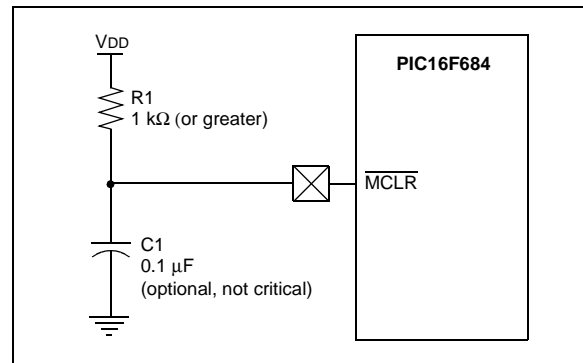 VDD
PIC16F684
R1
1 kΩ (or greater)
MCLR
C1
0.1 μF
(optional, not critical)